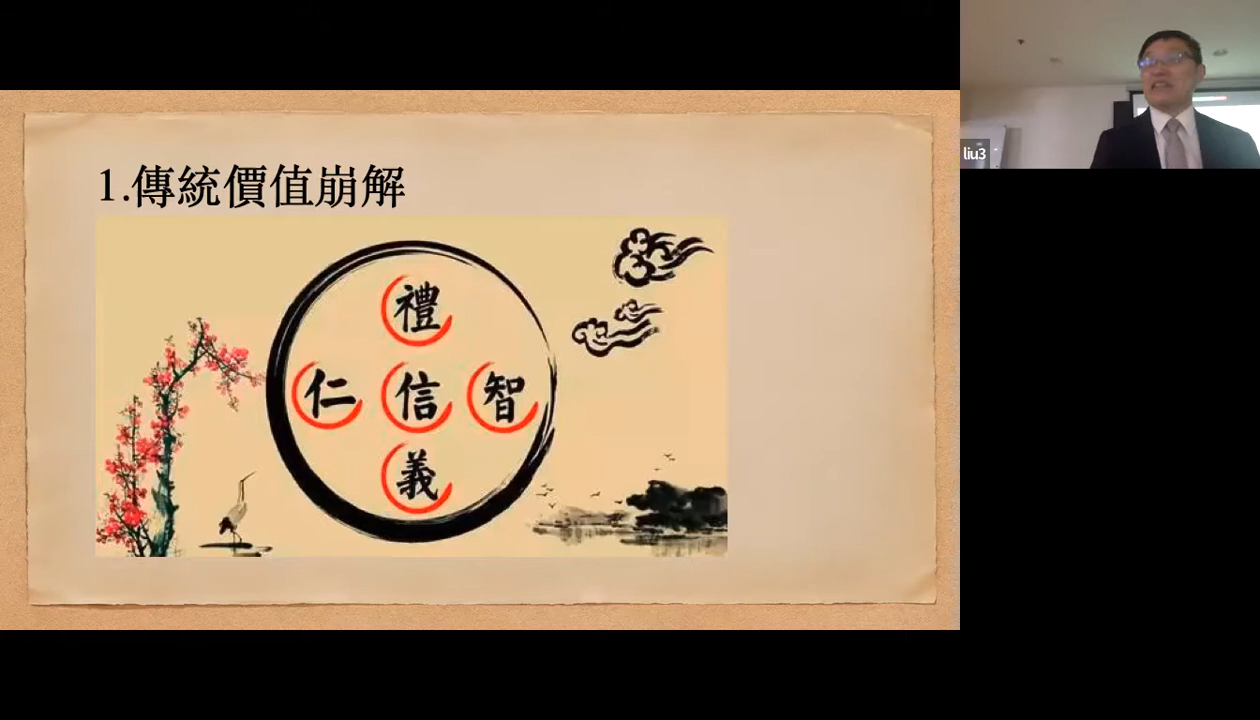 1.傳統價值崩解
禮
仁 信 智
義
liu3